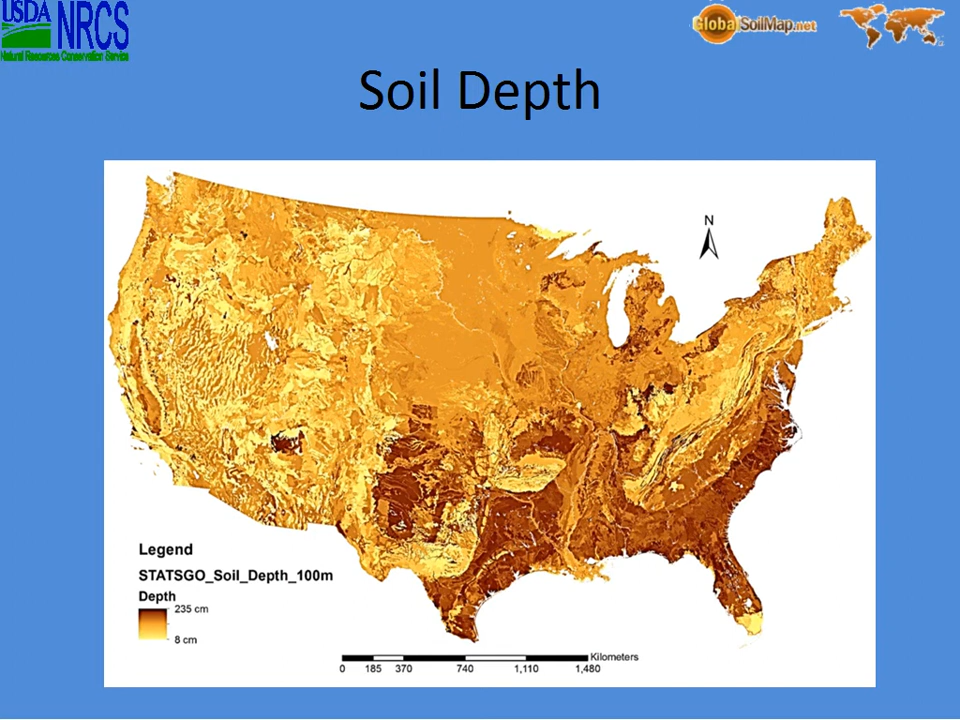 USDA NRCS
Natural Resources Conservation Service
GlobalSoilMap.net
Soil Depth
N
Legend
STATSGO_Soil_Depth_100m
Depth
235 cm
8 cm
Kilometers
0 185 370 740 1,110 1,480